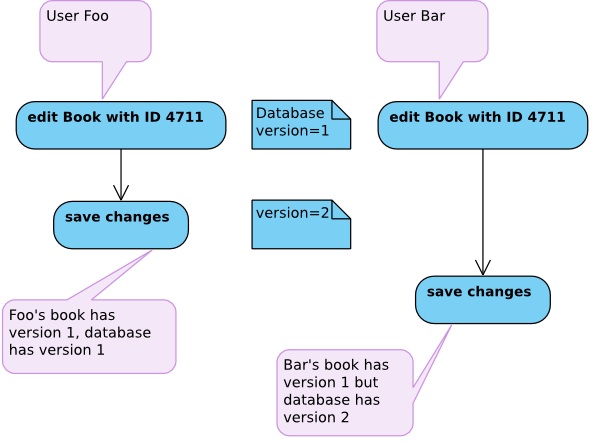 User Foo
User Bar
edit Book with ID 4711
Database
version=1
edit Book with ID 4711
save changes
version=2
save changes
Foo's book has
version 1, database
has version 1
Bar's book has
version 1 but
database has
version 2